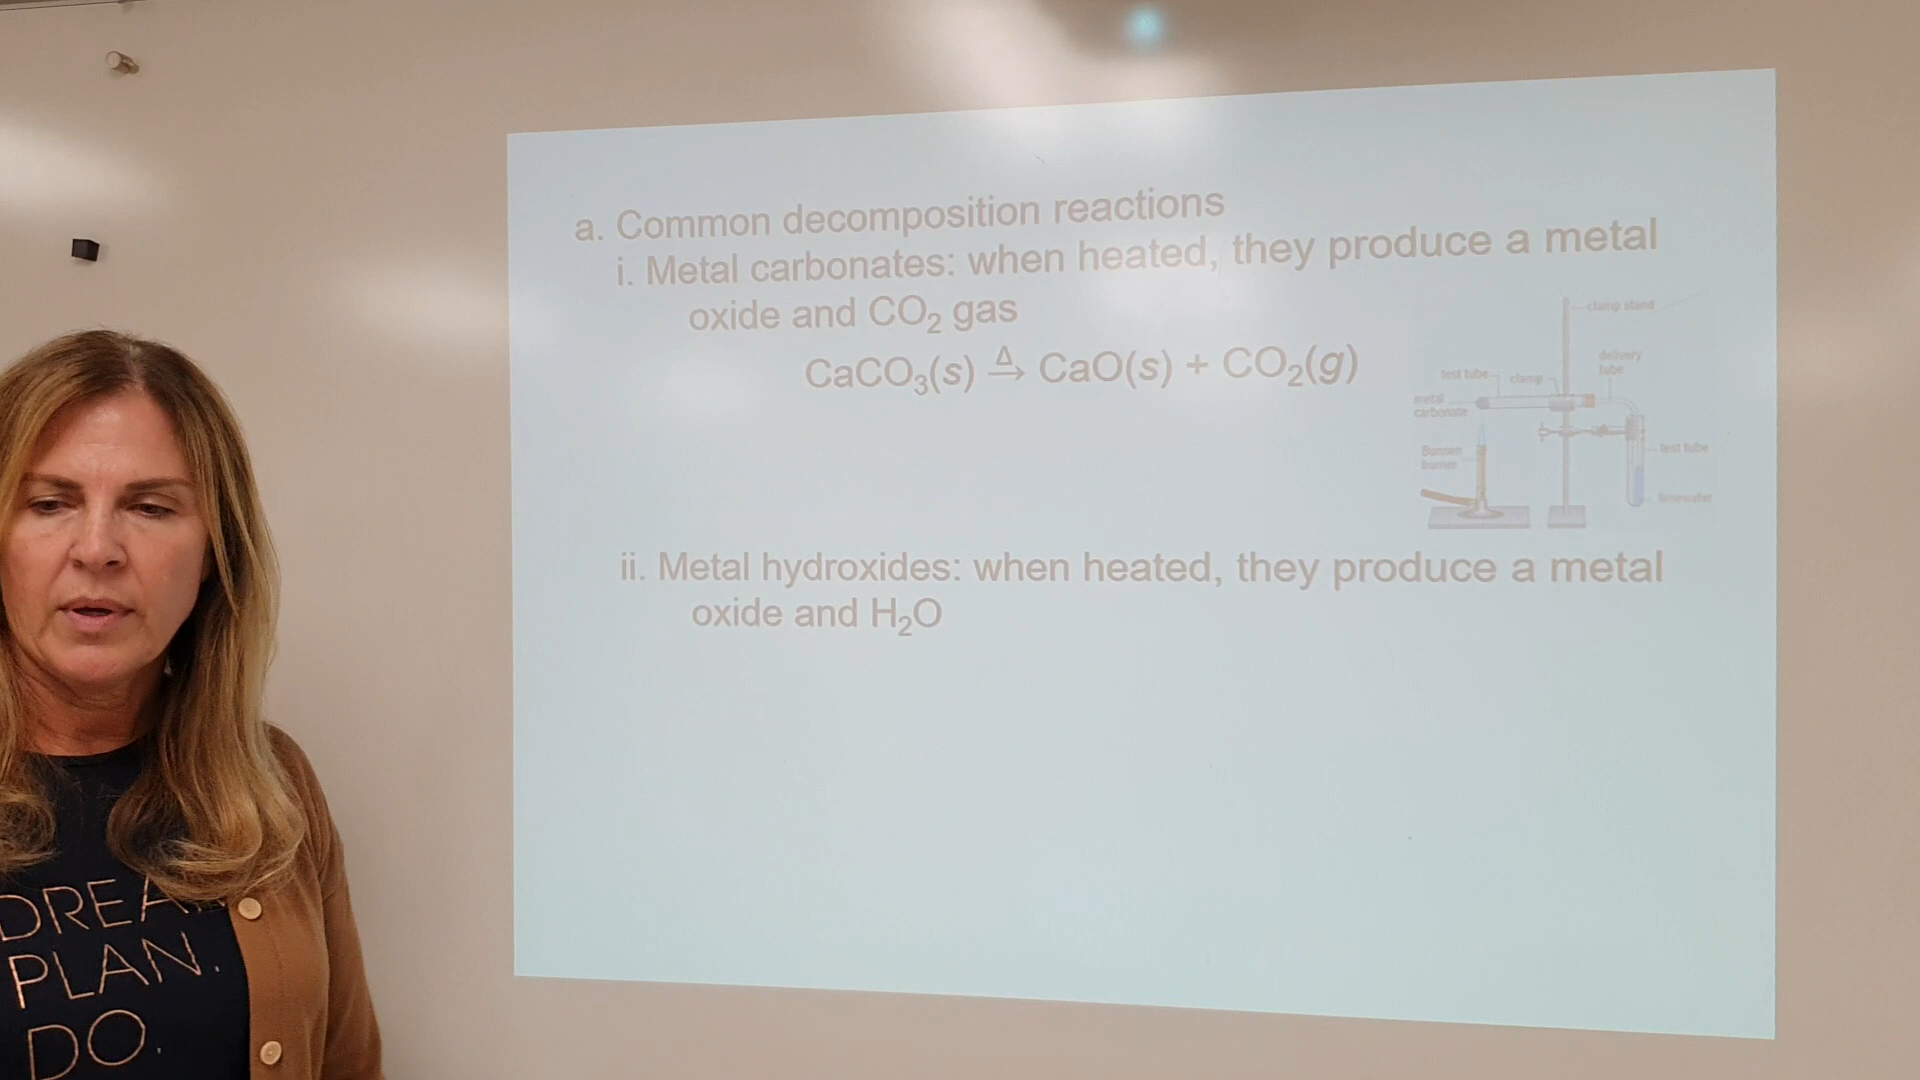 a. Common decomposition reactions
i. Metal carbonates: when heated, they produce a metal
oxide and CO₂ gas
CaCO₃(s) →Δ CaO(s) + CO₂(g)
clamp stand
delivery
tube
test tube
clamp
metal
carbonate
Bunsen
burner
test tube
limewater
ii. Metal hydroxides: when heated, they produce a metal
oxide and H₂O
DREA
PLAN.
DO.